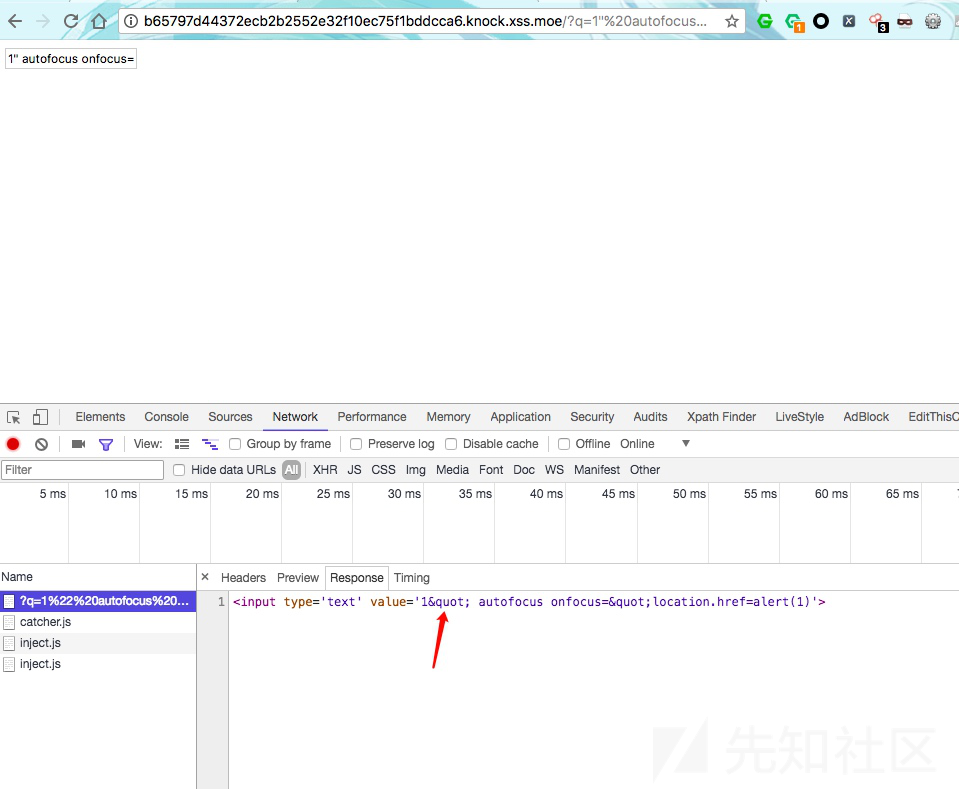 b65797d44372ecb2b2552e32f10ec75f1bddcca6.knock.xss.moe/?q=1"%20autofocus...
1
3
1" autofocus onfocus=
Elements Console Sources Network Performance Memory Application Security Audits Xpath Finder LiveStyle AdBlock EditThisC
View: Group by frame Preserve log Disable cache Offline Online
Filter Hide data URLs All XHR JS CSS Img Media Font Doc WS Manifest Other
5 ms 10 ms 15 ms 20 ms 25 ms 30 ms 35 ms 40 ms 45 ms 50 ms 55 ms 60 ms 65 ms
Name × Headers Preview Response Timing
?q=1%22%20autofocus%20... 1 <input type='text' value='1&quot; autofocus onfocus=&quot;location.href=alert(1)'>
catcher.js
inject.js
inject.js
先知社区